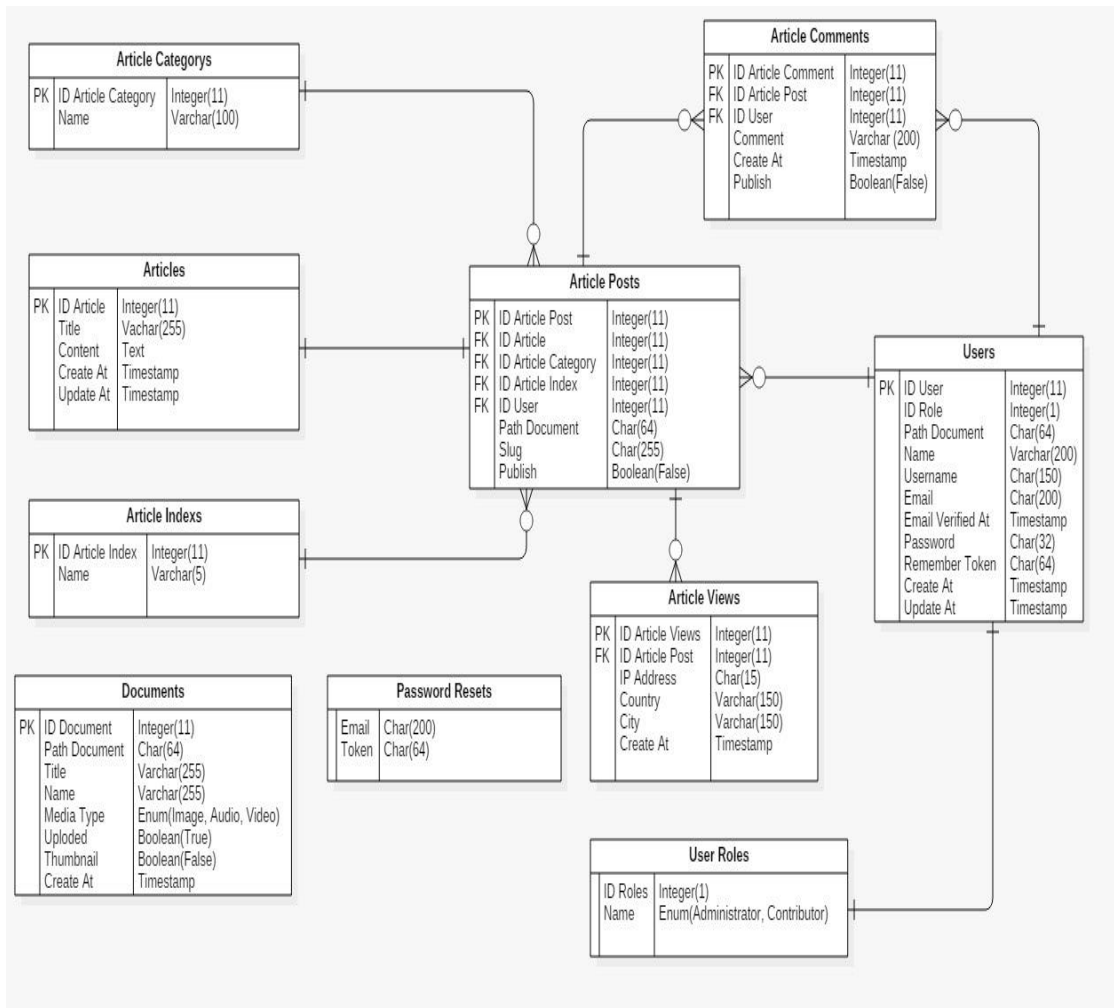 Article Categorys
PK ID Article Category Integer(11)
Name Varchar(100)
Article Comments
PK ID Article Comment Integer(11)
FK ID Article Post Integer(11)
FK ID User Integer(11)
Comment Varchar (200)
Create At Timestamp
Publish Boolean(False)
Articles
PK ID Article Integer(11)
Title Vachar(255)
Content Text
Create At Timestamp
Update At Timestamp
Article Posts
PK ID Article Post Integer(11)
FK ID Article Integer(11)
FK ID Article Category Integer(11)
FK ID Article Index Integer(11)
FK ID User Integer(11)
Path Document Char(64)
Slug Char(255)
Publish Boolean(False)
Users
PK ID User Integer(11)
ID Role Integer(1)
Path Document Char(64)
Name Varchar(200)
Username Char(150)
Email Char(200)
Email Verified At Timestamp
Password Char(32)
Remember Token Char(64)
Create At Timestamp
Update At Timestamp
Article Indexs
PK ID Article Index Integer(11)
Name Varchar(5)
Article Views
PK ID Article Views Integer(11)
FK ID Article Post Integer(11)
IP Address Char(15)
Country Varchar(150)
City Varchar(150)
Create At Timestamp
Documents
PK ID Document Integer(11)
Path Document Char(64)
Title Varchar(255)
Name Varchar(255)
Media Type Enum(Image, Audio, Video)
Uploded Boolean(True)
Thumbnail Boolean(False)
Create At Timestamp
Password Resets
Email Char(200)
Token Char(64)
User Roles
ID Roles Integer(1)
Name Enum(Administrator, Contributor)